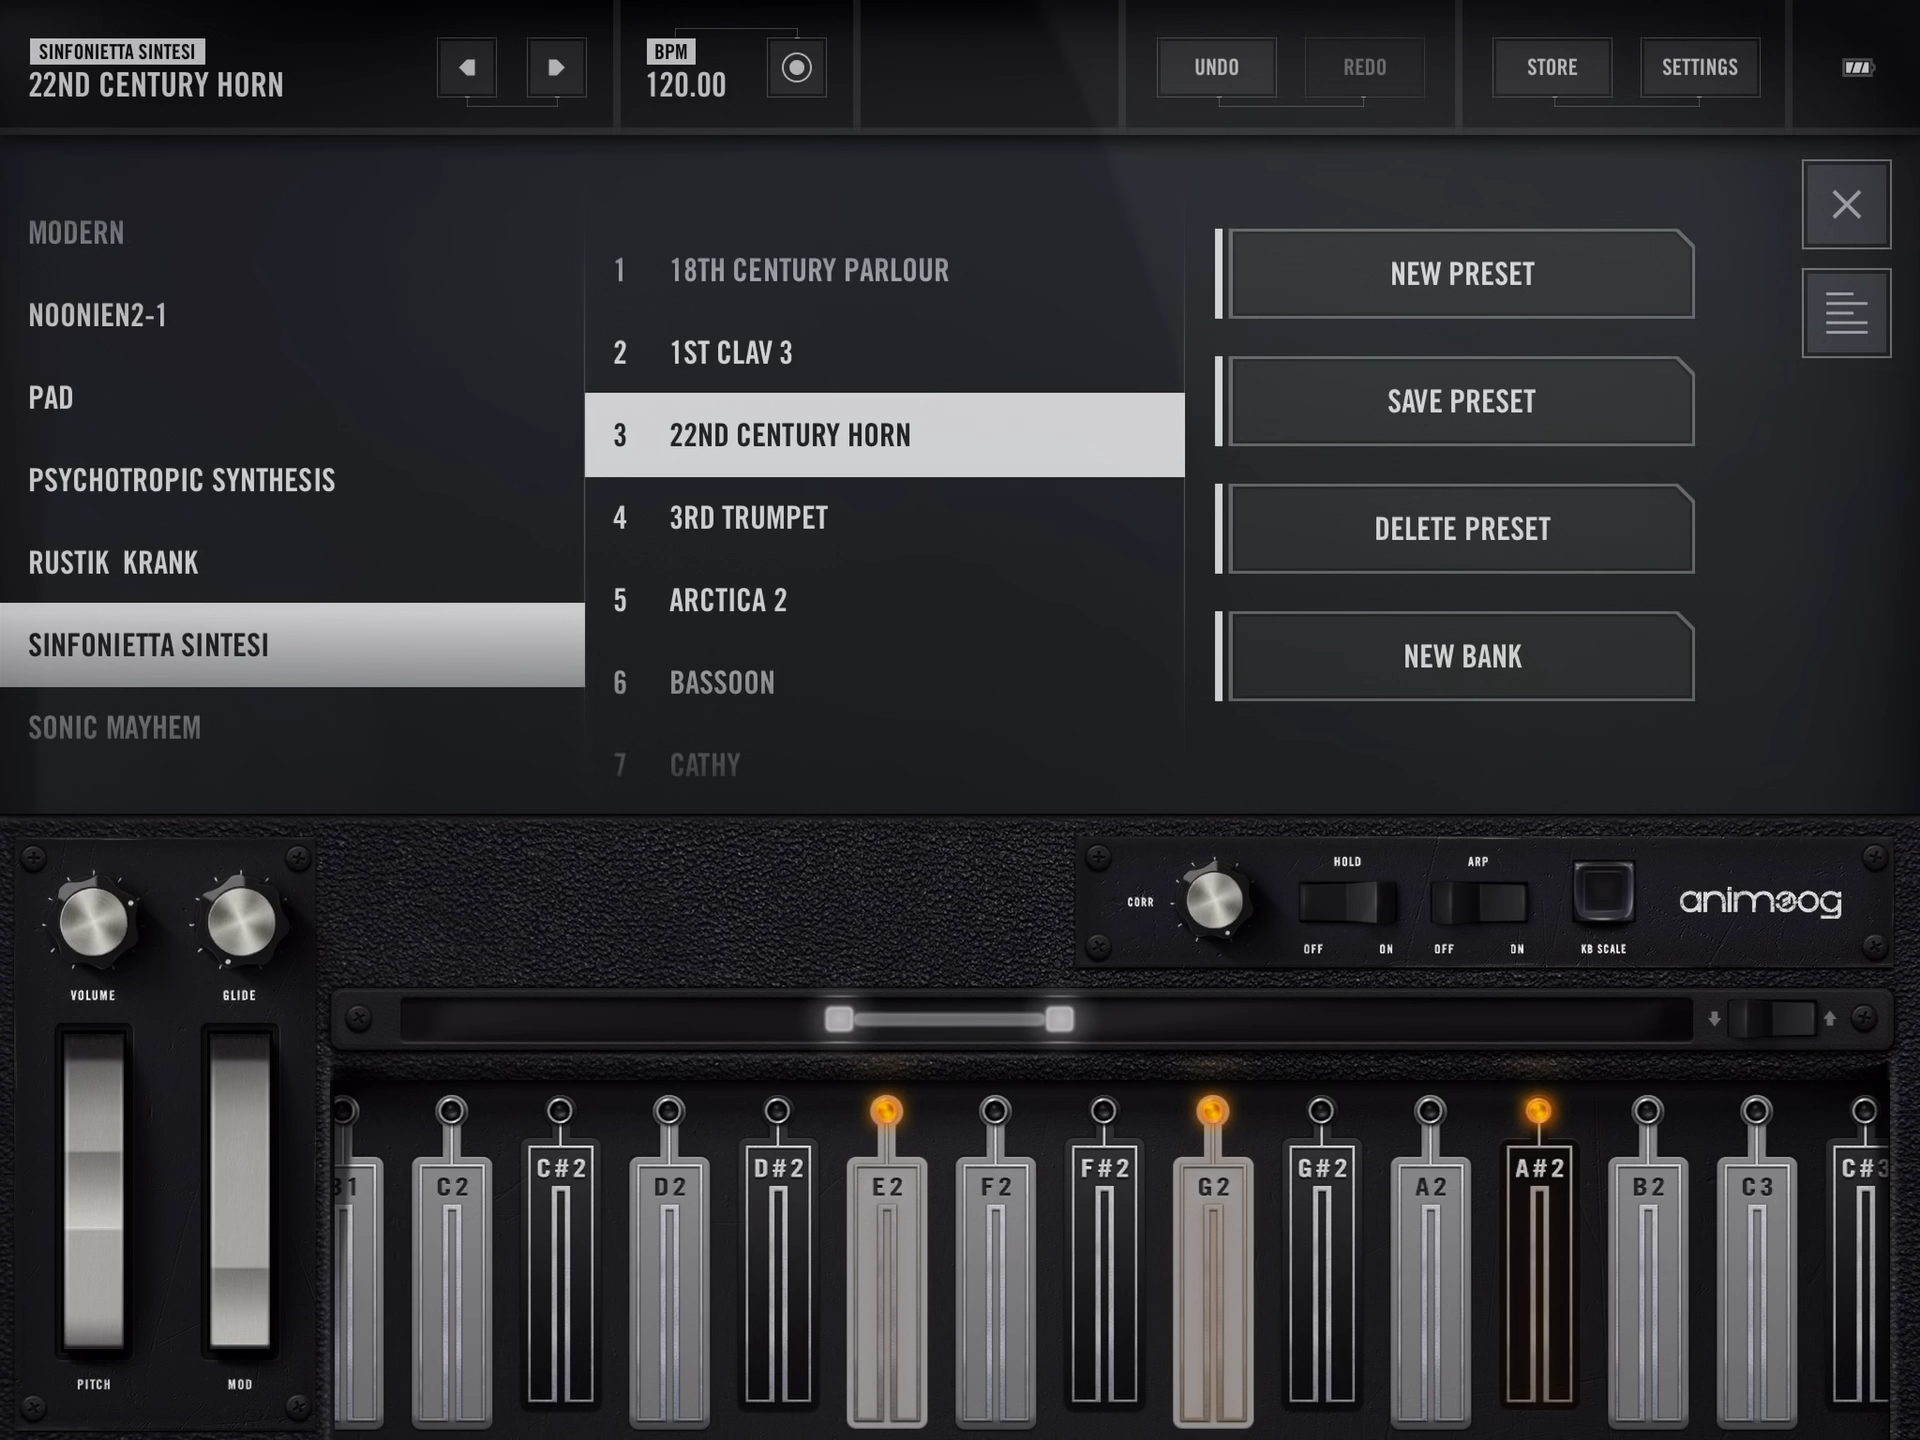 SINFONIETTA SINTESI
22ND CENTURY HORN
BPM
120.00
UNDO
REDO
STORE
SETTINGS
MODERN
NOONIEN2-1
PAD
PSYCHOTROPIC SYNTHESIS
RUSTIK KRANK
SINFONIETTA SINTESI
SONIC MAYHEM
1 18TH CENTURY PARLOUR
2 1ST CLAV 3
3 22ND CENTURY HORN
4 3RD TRUMPET
5 ARCTICA 2
6 BASSOON
7 CATHY
NEW PRESET
SAVE PRESET
DELETE PRESET
NEW BANK
VOLUME
GLIDE
PITCH
MOD
CORR
HOLD
OFF ON
ARP
OFF ON
KB SCALE
animoog
B1 C2 C#2 D2 D#2 E2 F2 F#2 G2 G#2 A2 A#2 B2 C3 C#3